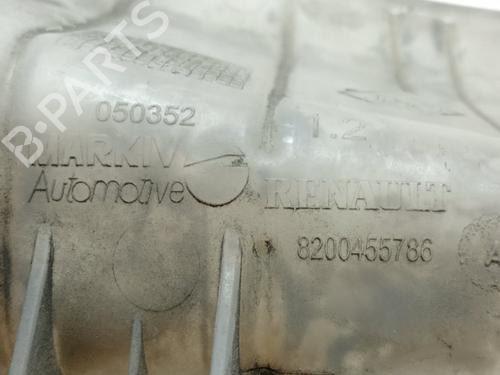 050352
1.2
MARKIV
Automotive
RENAULT
8200455786
A
B-PARTS